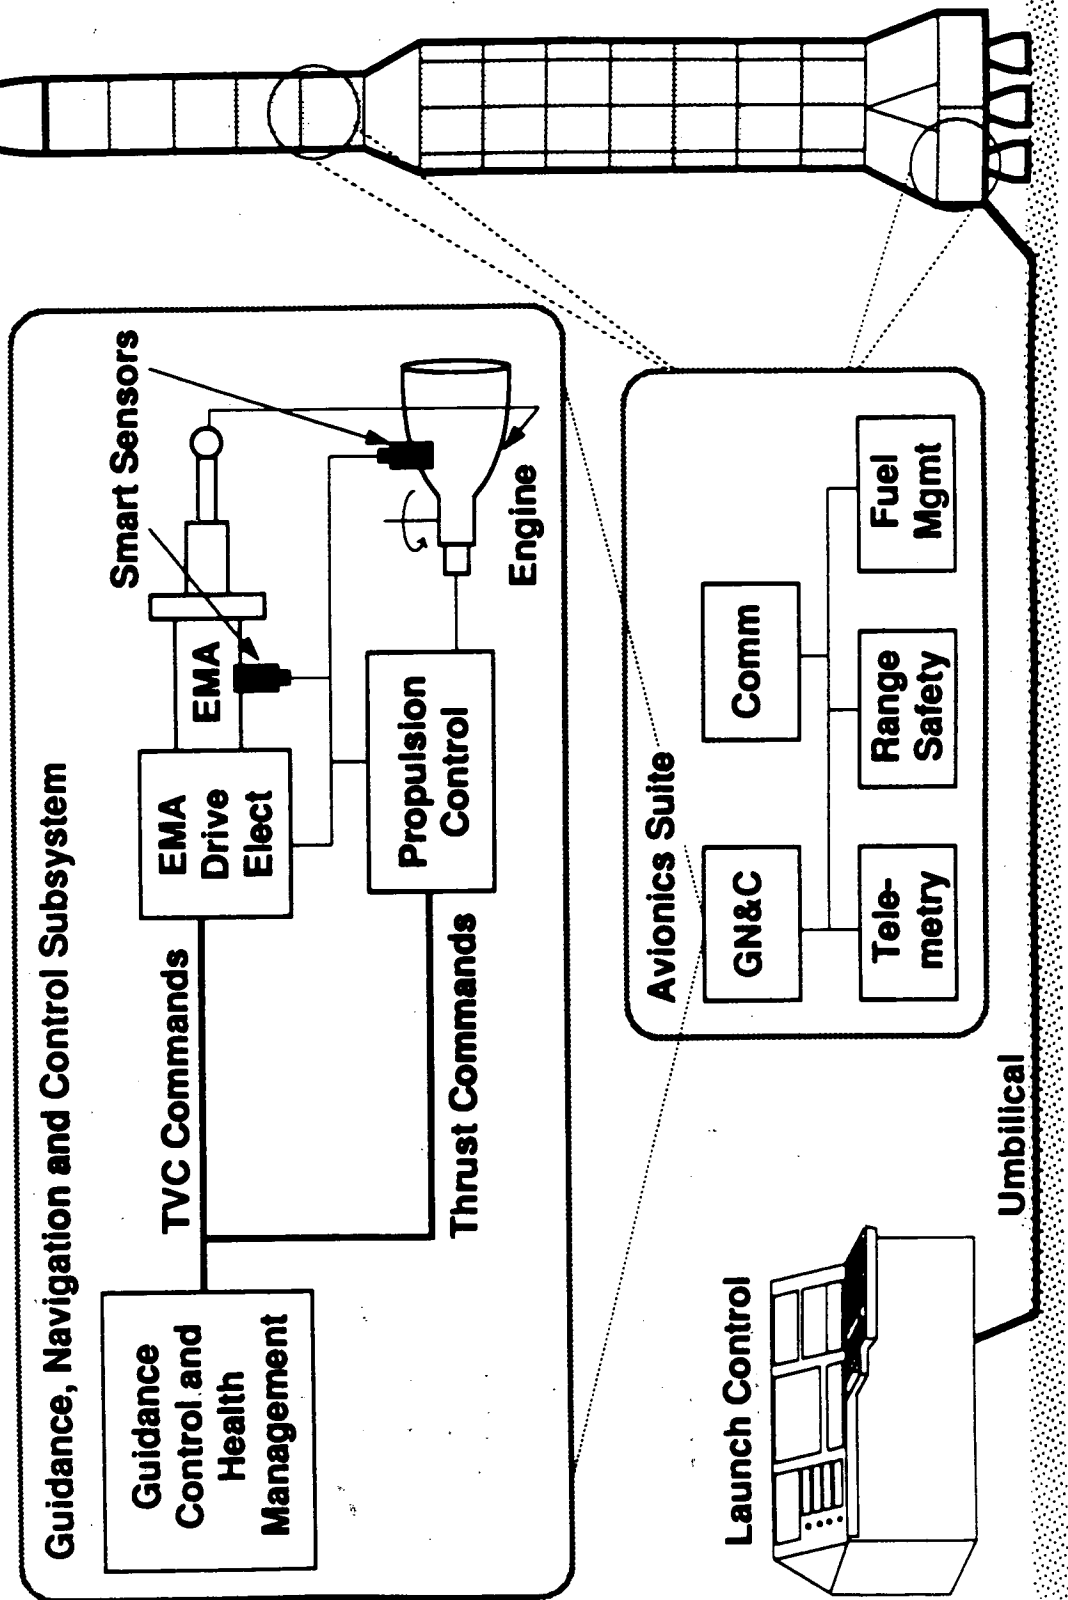 Guidance, Navigation and Control Subsystem
Guidance
Control and
Health
Management
TVC Commands
Thrust Commands
EMA
Drive
Elect
EMA
Smart Sensors
Propulsion
Control
Engine
Avionics Suite
GN&C
Comm
Tele-
metry
Range
Safety
Fuel
Mgmt
Launch Control
Umbilical